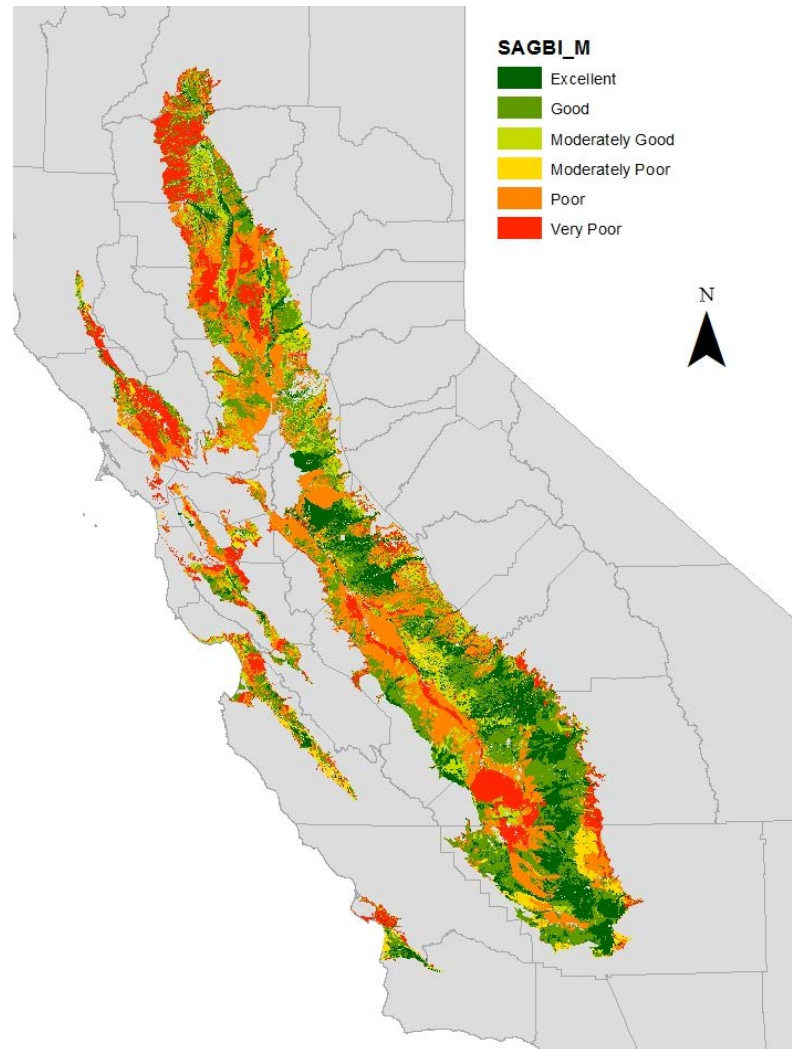 SAGBI_M
Excellent
Good
Moderately Good
Moderately Poor
Poor
Very Poor
N